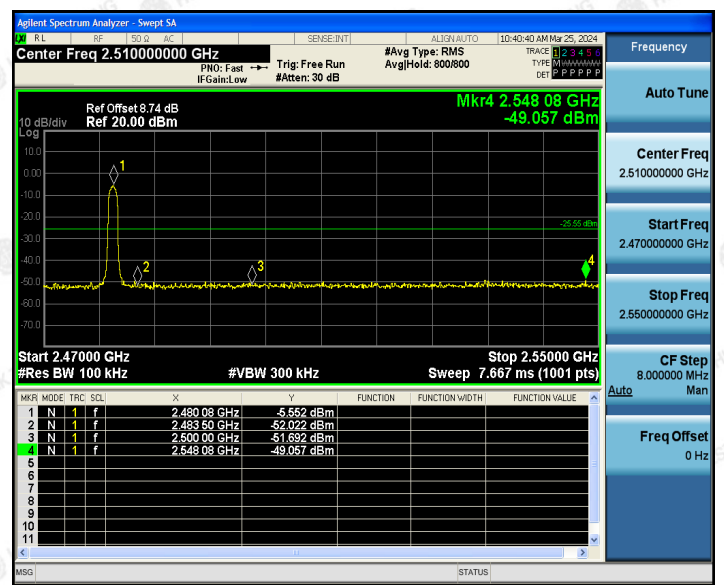 Agilent Spectrum Analyzer - Swept SA
LXI RL RF 50 Ω AC SENSE:INT ALIGN AUTO 10:40:40 AM Mar 25, 2024
Center Freq 2.510000000 GHz
PNO: Fast
IFGain:Low
Trig: Free Run
#Atten: 30 dB
#Avg Type: RMS
Avg|Hold: 800/800
TRACE 1 2 3 4 5 6
TYPE M WWWWW
DET P P P P P P
Ref Offset 8.74 dB
10 dB/div Ref 20.00 dBm
Log
Mkr4 2.548 08 GHz
-49.057 dBm
10.0
0.00
-10.0
-20.0
-30.0
-40.0
-50.0
-60.0
-70.0
1
2
3
4
-25.55 dBm
Start 2.47000 GHz Stop 2.55000 GHz
#Res BW 100 kHz #VBW 300 kHz Sweep 7.667 ms (1001 pts)
MKR MODE TRC SCL X Y FUNCTION FUNCTION WIDTH FUNCTION VALUE
1 N 1 f 2.480 08 GHz -5.552 dBm
2 N 1 f 2.483 50 GHz -52.022 dBm
3 N 1 f 2.500 00 GHz -51.692 dBm
4 N 1 f 2.548 08 GHz -49.057 dBm
5
6
7
8
9
10
11
MSG STATUS
Frequency
Auto Tune
Center Freq
2.510000000 GHz
Start Freq
2.470000000 GHz
Stop Freq
2.550000000 GHz
CF Step
8.000000 MHz
Auto Man
Freq Offset
0 Hz